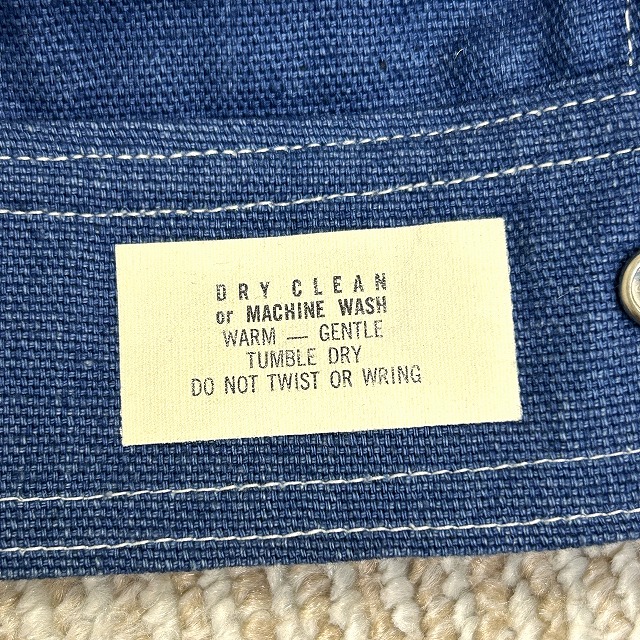 DRY CLEAN
or MACHINE WASH
WARM — GENTLE
TUMBLE DRY
DO NOT TWIST OR WRING